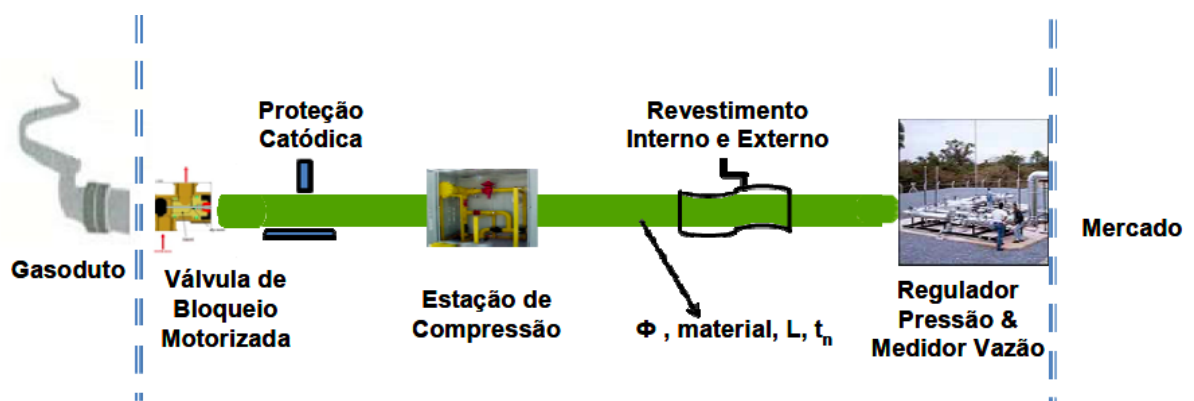 Proteção
Catódica
Revestimento
Interno e Externo
Gasoduto
Válvula de
Bloqueio
Motorizada
Estação de
Compressão
Φ , material, L, tn
Regulador
Pressão &
Medidor Vazão
Mercado